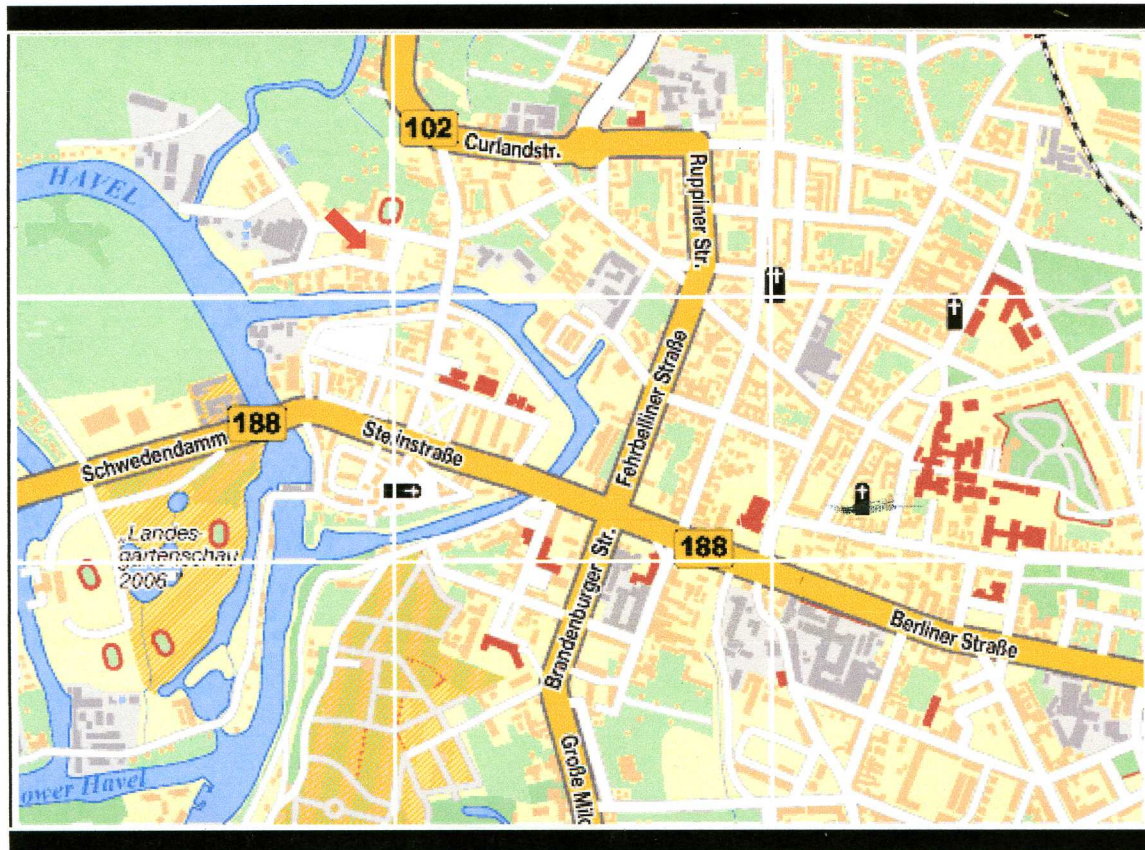 102
Curlandstr.
HAVEL
Ruppiner Str.
Fehrbelliner Straße
188
Schwedendamm
Steinstraße
Landes-
gartenschau
2006
188
Brandenburger Str.
Berliner Straße
Große Milo
ower Havel